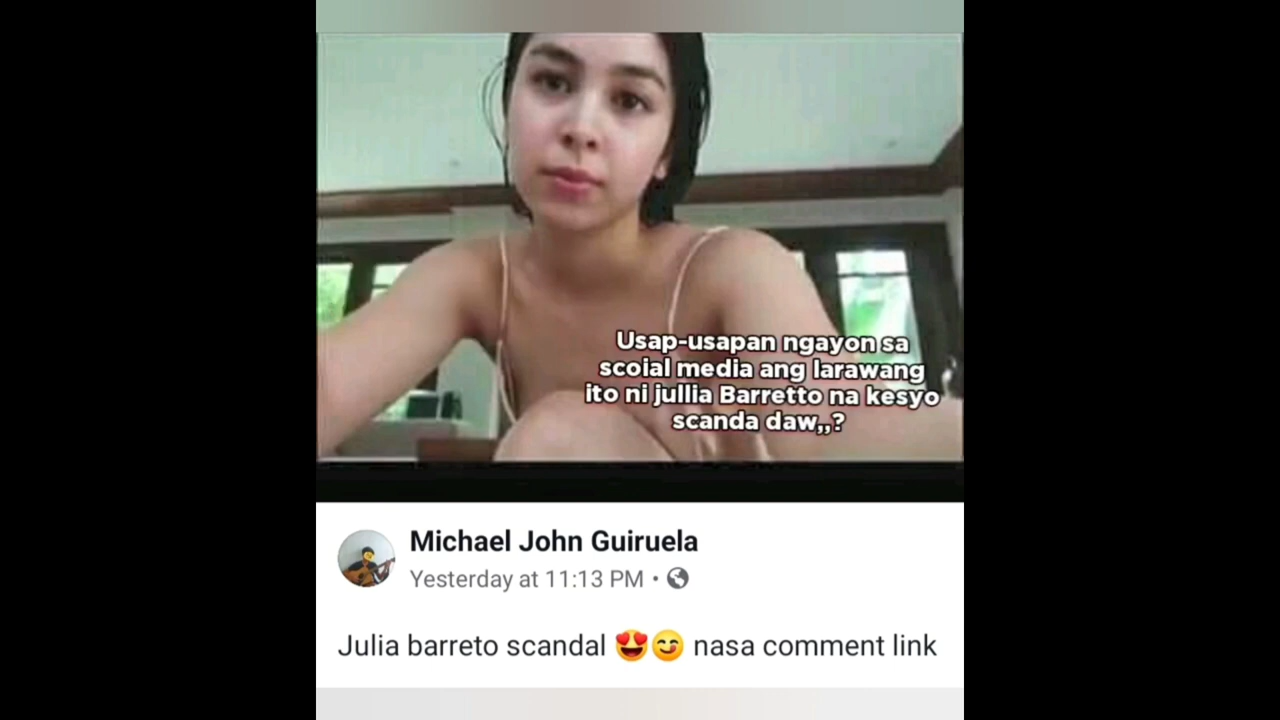 Usap-usapan ngayon sa
scoial media ang larawang
ito ni jullia Barretto na kesyo
scanda daw,,?
Michael John Guiruela
Yesterday at 11:13 PM •
Julia barreto scandal 😍😋 nasa comment link